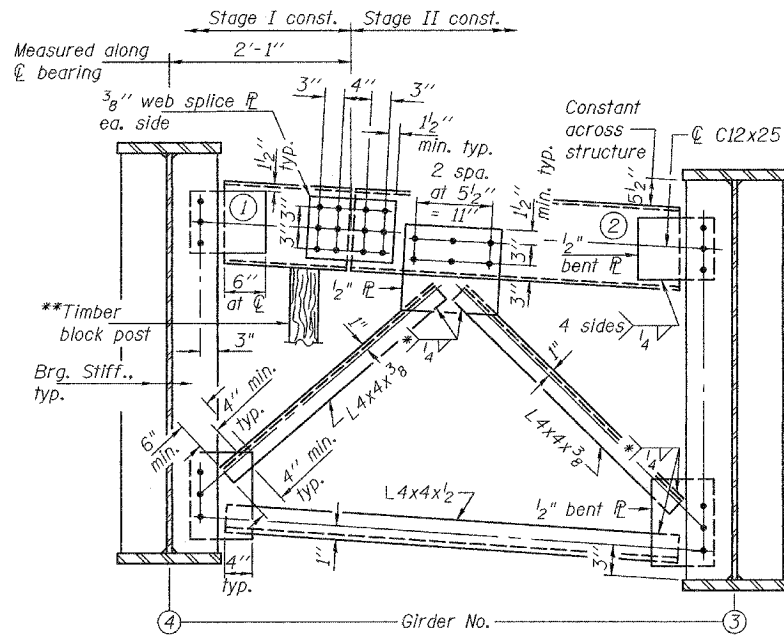 Stage I const.
Stage II const.
Measured along
℄ bearing
2'-1"
3"
4"
3"
3/8" web splice ℙL
ea. side
1 1/2"
typ.
1 1/2"
min. typ.
2 spa.
at 5 1/2"
= 11"
1 1/2"
min. typ.
Constant
across
structure
5 1/2"
℄ C12x25
1
2
3"
3"
3"
3"
6"
at ℄
1/2" ℙL
1/2"
bent ℙL
**Timber
block post
3"
1"
*
1/4
4 sides
1/4
Brg. Stiff.,
typ.
4" min.
typ.
6"
min.
L4x4x3/8
1"
L4x4x3/8
*
1/4
4" min.
typ.
L4x4x1/2
1/2" bent ℙL
4"
typ.
1"
3"
4
Girder No.
3